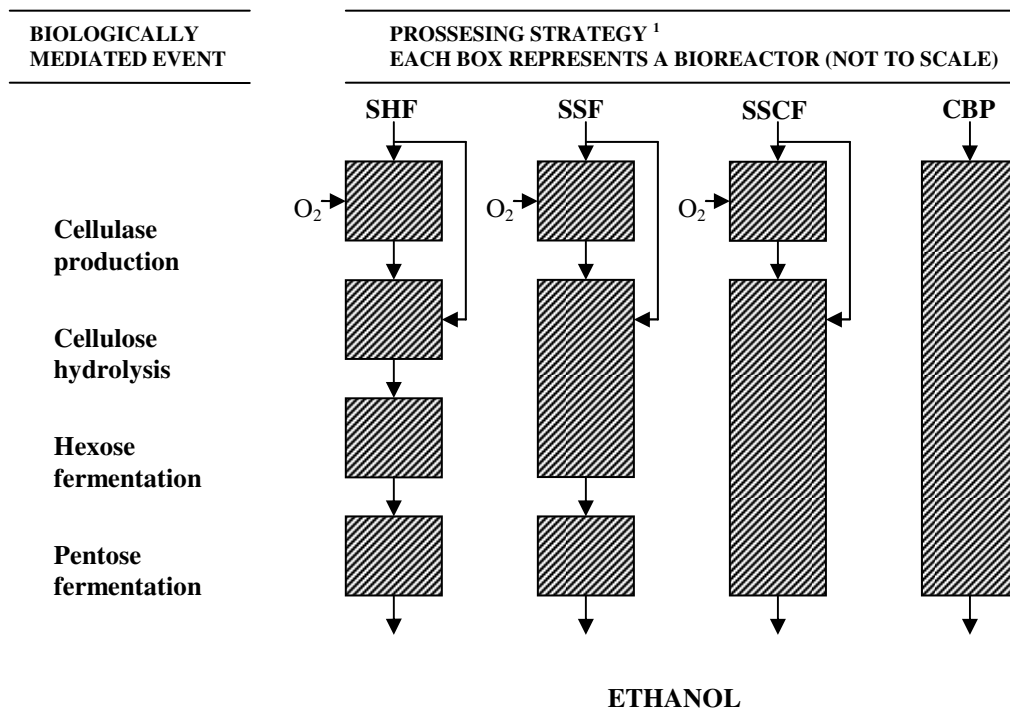 BIOLOGICALLY
MEDIATED EVENT
PROSSESING STRATEGY 1
EACH BOX REPRESENTS A BIOREACTOR (NOT TO SCALE)
SHF SSF SSCF CBP
O2 O2 O2
Cellulase
production
Cellulose
hydrolysis
Hexose
fermentation
Pentose
fermentation
ETHANOL